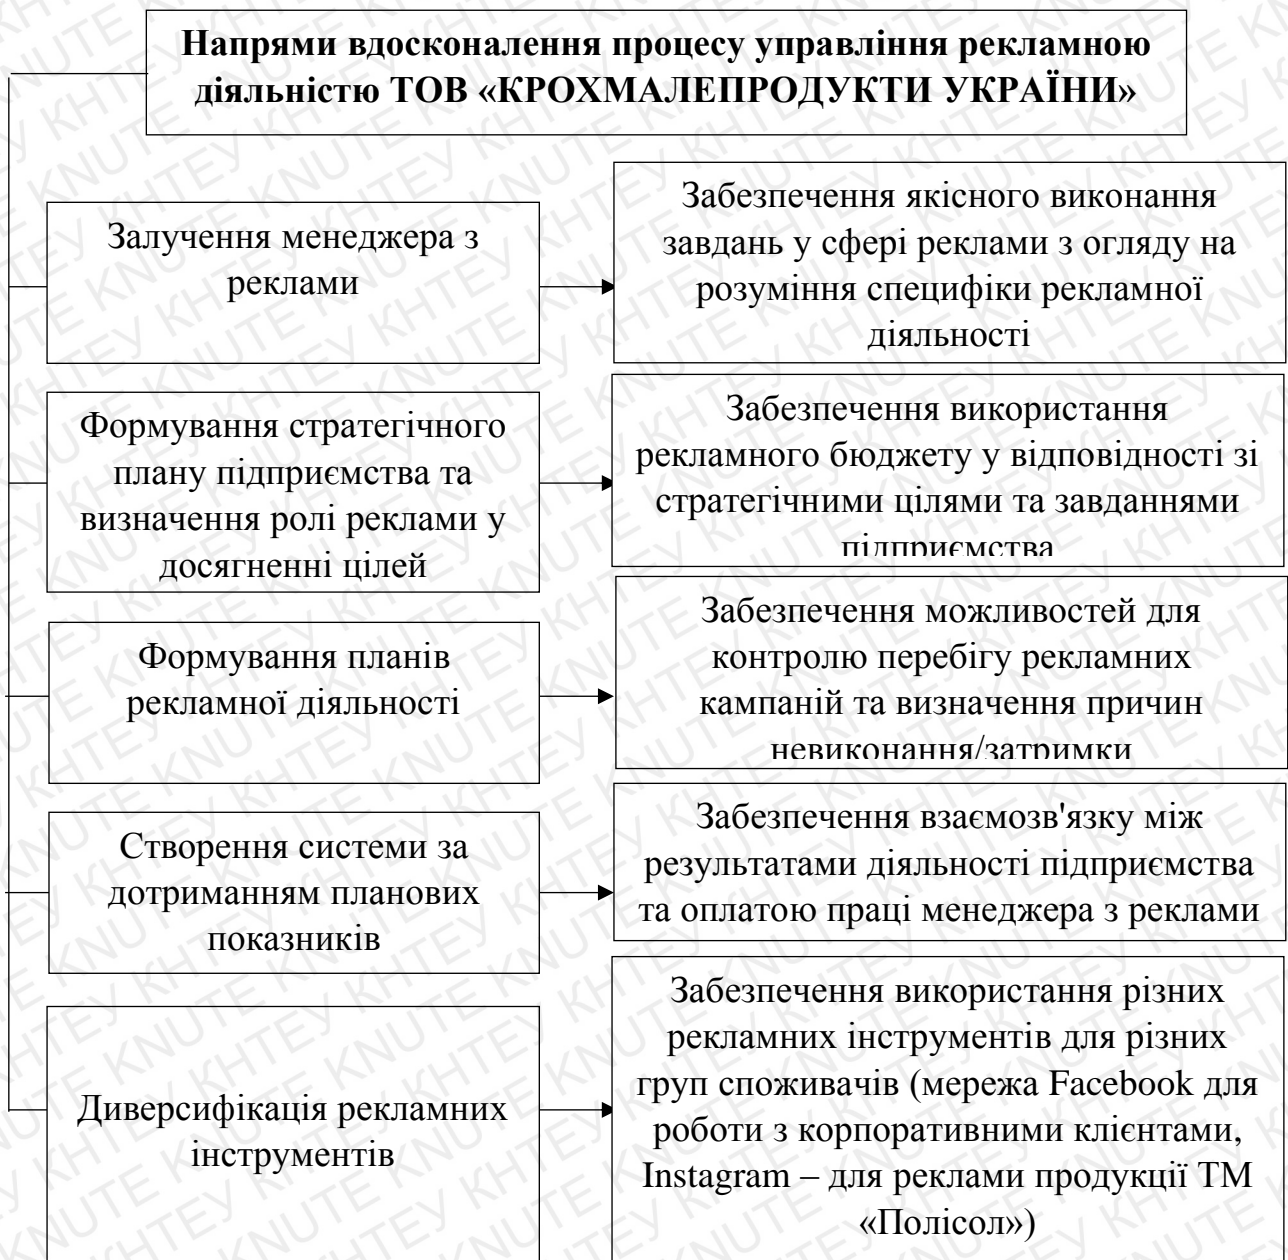 Напрями вдосконалення процесу управління рекламною
діяльністю ТОВ «КРОХМАЛЕПРОДУКТИ УКРАЇНИ»
Залучення менеджера з
реклами
Забезпечення якісного виконання
завдань у сфері реклами з огляду на
розуміння специфіки рекламної
діяльності
Формування стратегічного
плану підприємства та
визначення ролі реклами у
досягненні цілей
Забезпечення використання
рекламного бюджету у відповідності зі
стратегічними цілями та завданнями
підприємства
Формування планів
рекламної діяльності
Забезпечення можливостей для
контролю перебігу рекламних
кампаній та визначення причин
невиконання/затримки
Створення системи за
дотриманням планових
показників
Забезпечення взаємозв'язку між
результатами діяльності підприємства
та оплатою праці менеджера з реклами
Диверсифікація рекламних
інструментів
Забезпечення використання різних
рекламних інструментів для різних
груп споживачів (мережа Facebook для
роботи з корпоративними клієнтами,
Instagram – для реклами продукції ТМ
«Полісол»)